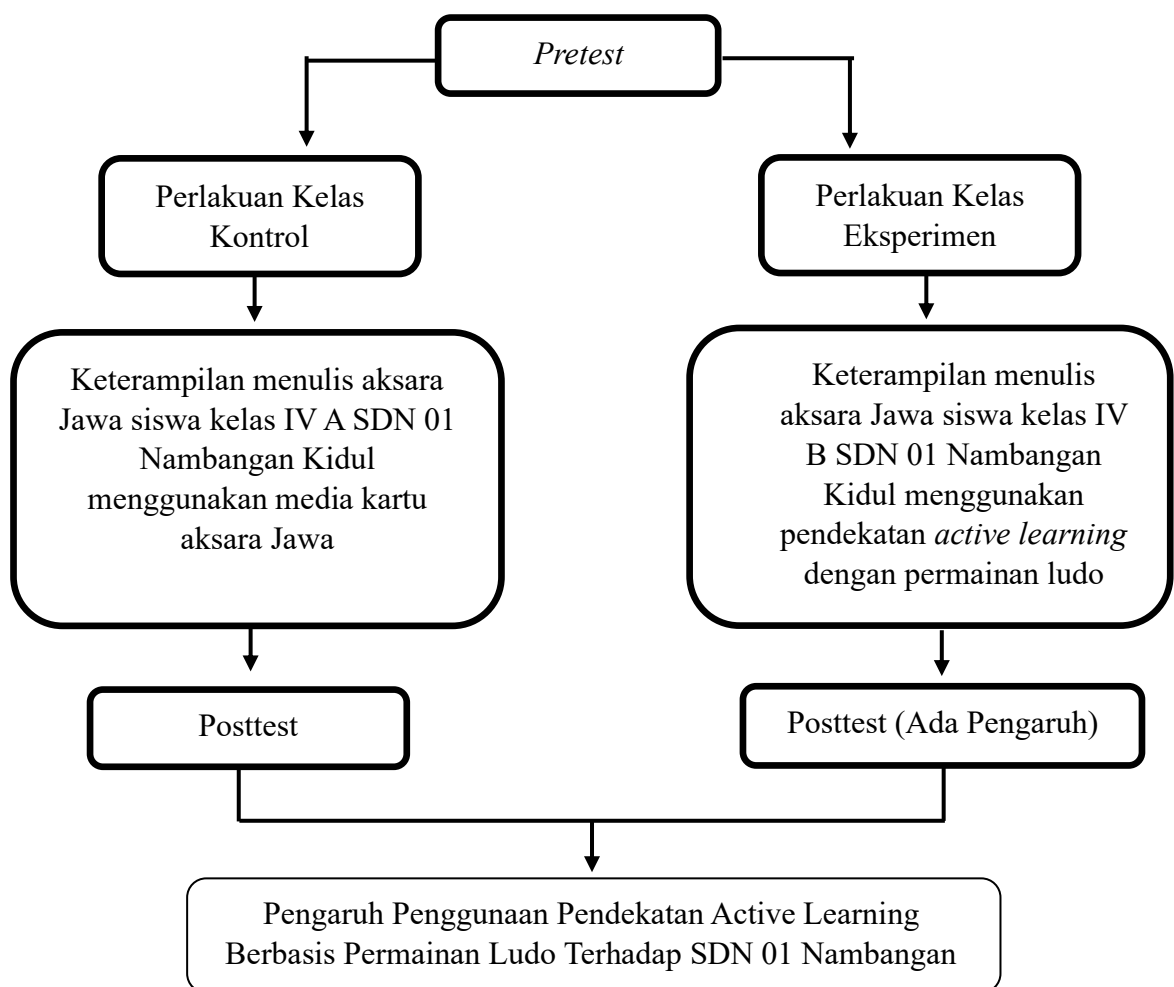 Pretest
Perlakuan Kelas
Kontrol
Perlakuan Kelas
Eksperimen
Keterampilan menulis aksara
Jawa siswa kelas IV A SDN 01
Nambangan Kidul
menggunakan media kartu
aksara Jawa
Keterampilan menulis
aksara Jawa siswa kelas IV
B SDN 01 Nambangan
Kidul menggunakan
pendekatan active learning
dengan permainan ludo
Posttest
Posttest (Ada Pengaruh)
Pengaruh Penggunaan Pendekatan Active Learning
Berbasis Permainan Ludo Terhadap SDN 01 Nambangan